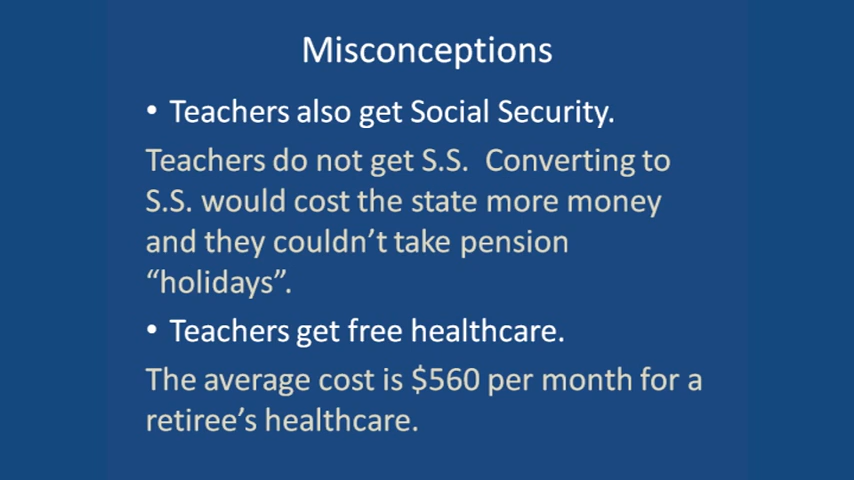 Misconceptions
• Teachers also get Social Security.
Teachers do not get S.S.  Converting to
S.S. would cost the state more money
and they couldn't take pension
“holidays”.
• Teachers get free healthcare.
The average cost is $560 per month for a
retiree's healthcare.